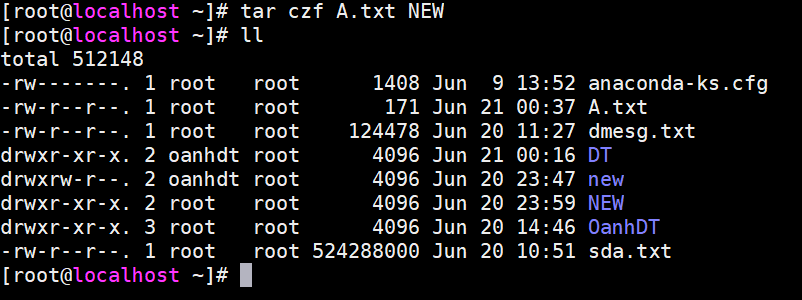 [root@localhost ~]# tar czf A.txt NEW
[root@localhost ~]# ll
total 512148
-rw-------. 1 root   root      1408 Jun  9 13:52 anaconda-ks.cfg
-rw-r--r--. 1 root   root       171 Jun 21 00:37 A.txt
-rw-r--r--. 1 root   root    124478 Jun 20 11:27 dmesg.txt
drwxr-xr-x. 2 oanhdt root      4096 Jun 21 00:16 DT
drwxrw-r--. 2 oanhdt root      4096 Jun 20 23:47 new
drwxr-xr-x. 2 root   root      4096 Jun 20 23:59 NEW
drwxr-xr-x. 3 root   root      4096 Jun 20 14:46 OanhDT
-rw-r--r--. 1 root   root 524288000 Jun 20 10:51 sda.txt
[root@localhost ~]#